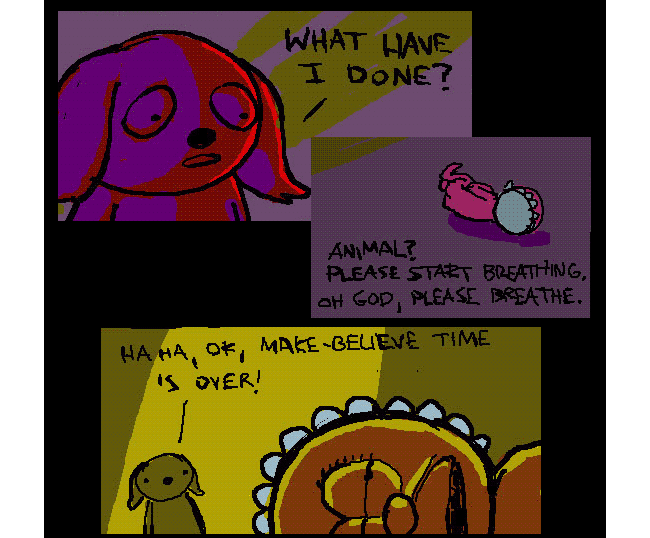 WHAT HAVE
I DONE?
ANIMAL?
PLEASE START BREATHING.
OH GOD, PLEASE BREATHE.
HA HA, OK, MAKE-BELIEVE TIME
IS OVER!